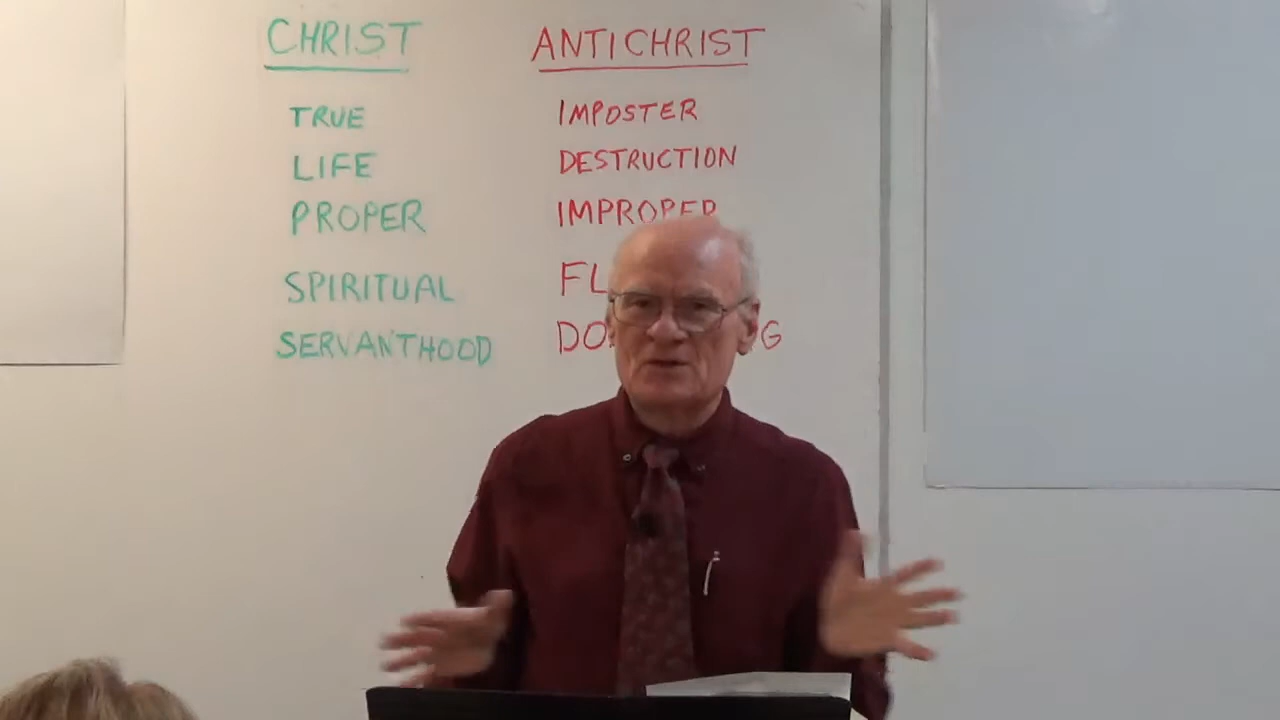 CHRIST
ANTICHRIST
TRUE
IMPOSTER
LIFE
DESTRUCTION
PROPER
IMPROPER
SPIRITUAL
SERVANTHOOD